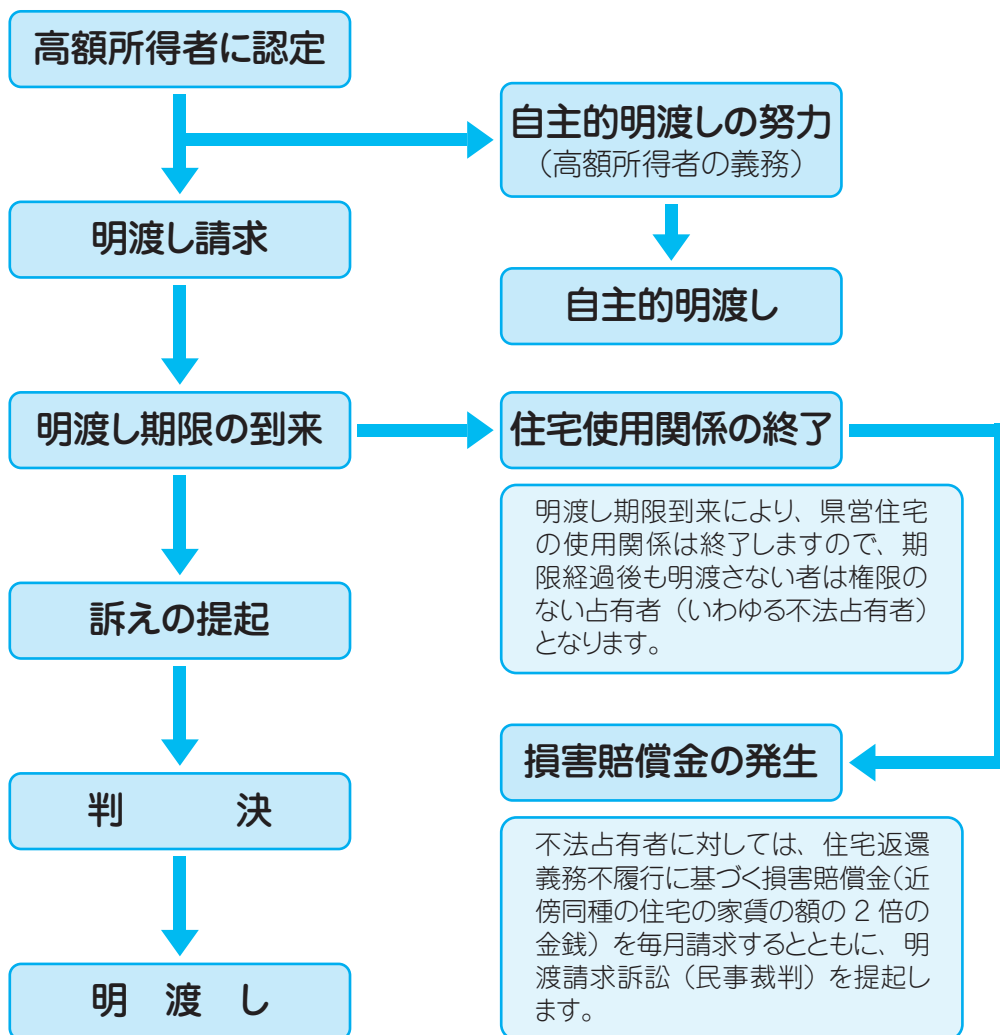 高額所得者に認定
自主的明渡しの努力
（高額所得者の義務）
明渡し請求
自主的明渡し
明渡し期限の到来
住宅使用関係の終了
明渡し期限到来により、県営住宅
の使用関係は終了しますので、期
限経過後も明渡さない者は権限の
ない占有者（いわゆる不法占有者）
となります。
訴えの提起
損害賠償金の発生
判　　決
不法占有者に対しては、住宅返還
義務不履行に基づく損害賠償金（近
傍同種の住宅の家賃の額の 2 倍の
金銭）を毎月請求するとともに、明
渡請求訴訟（民事裁判）を提起し
ます。
明　渡　し